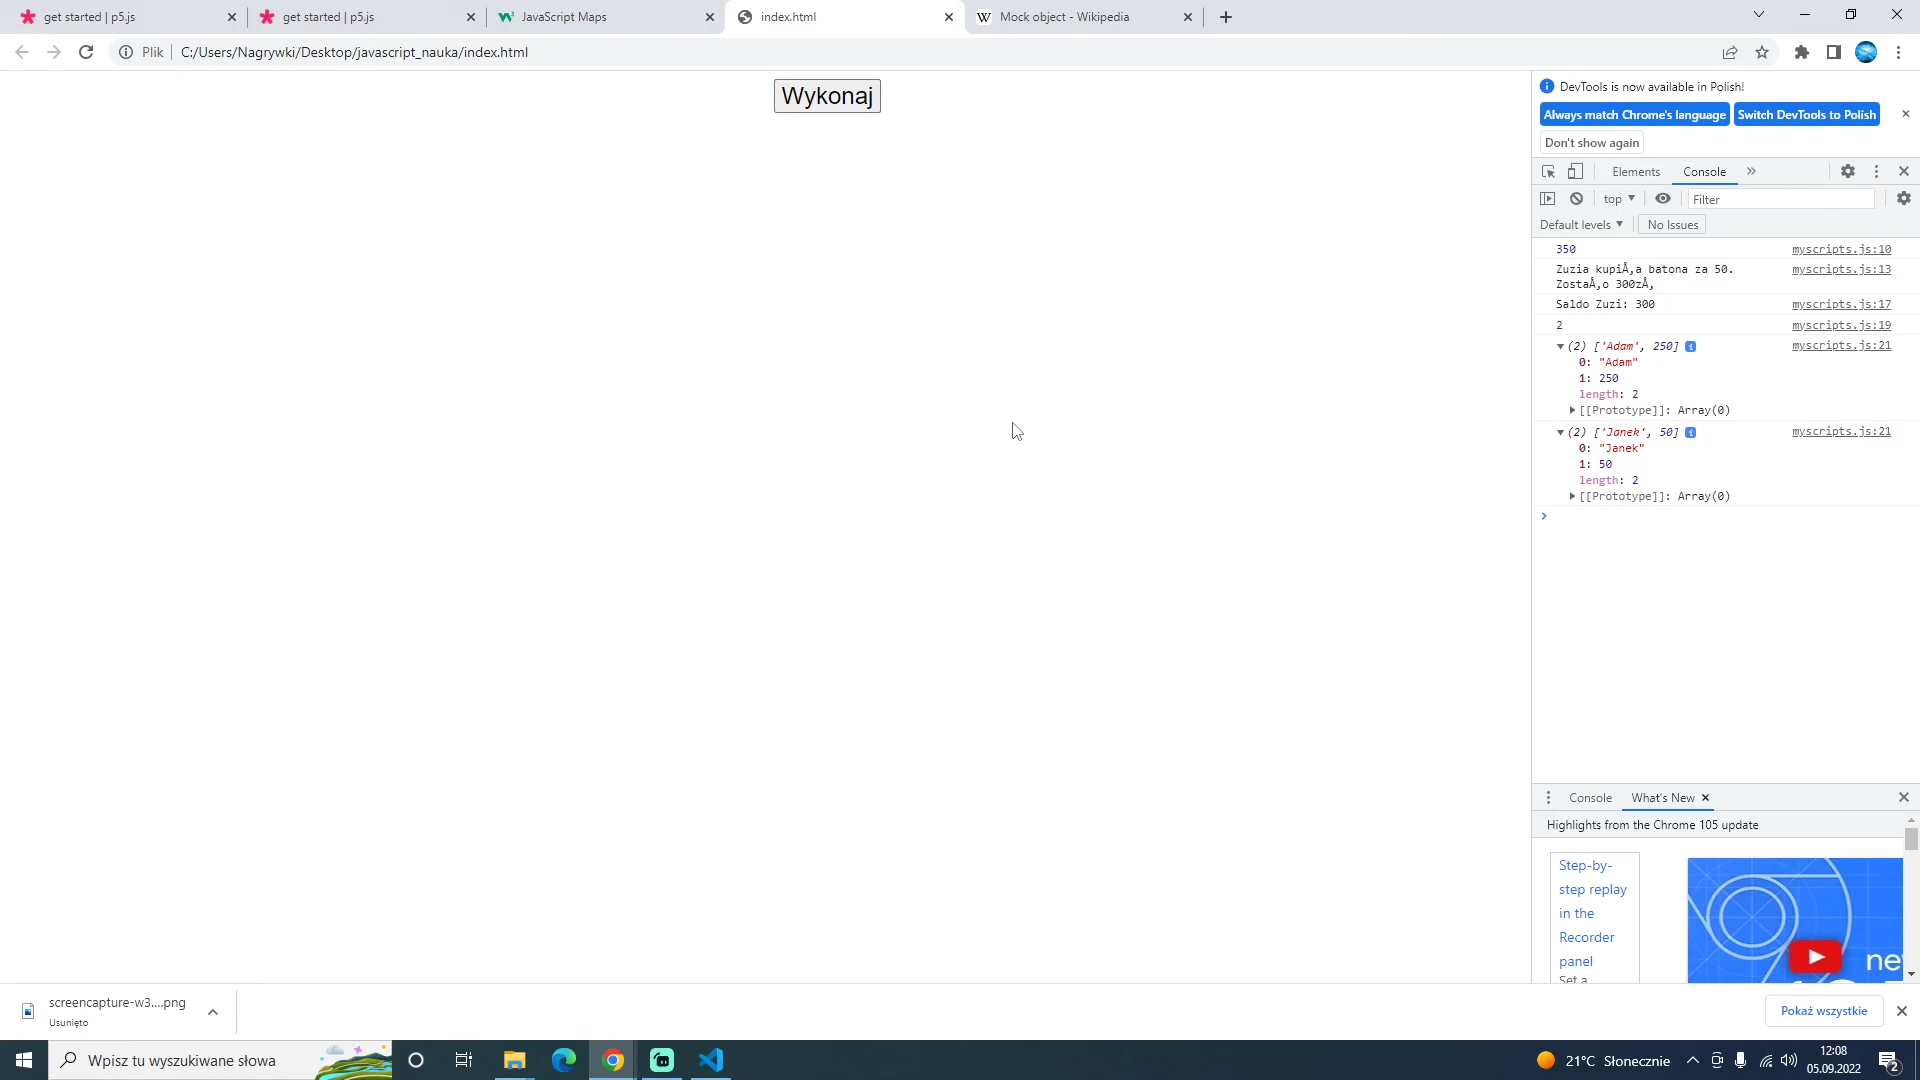 get started | p5.js
get started | p5.js
JavaScript Maps
index.html
Mock object - Wikipedia
Plik
C:/Users/Nagrywki/Desktop/javascript_nauka/index.html
Wykonaj
DevTools is now available in Polish!
Always match Chrome's language
Switch DevTools to Polish
Don't show again
Elements
Console
top
Filter
Default levels
No Issues
350 myscripts.js:10
Zuzia kupiÅ‚a batona za 50. myscripts.js:13
ZostaÅ‚o 300zÅ‚
Saldo Zuzi: 300 myscripts.js:17
2 myscripts.js:19
(2) ['Adam', 250] myscripts.js:21
0: "Adam"
1: 250
length: 2
[[Prototype]]: Array(0)
(2) ['Janek', 50] myscripts.js:21
0: "Janek"
1: 50
length: 2
[[Prototype]]: Array(0)
Console
What's New
Highlights from the Chrome 105 update
Step-by-
step replay
in the
Recorder
panel
Set a
ne
screencapture-w3....png
Usunięto
Pokaż wszystkie
Wpisz tu wyszukiwane słowa
21°C Słonecznie
12:08
05.09.2022
2